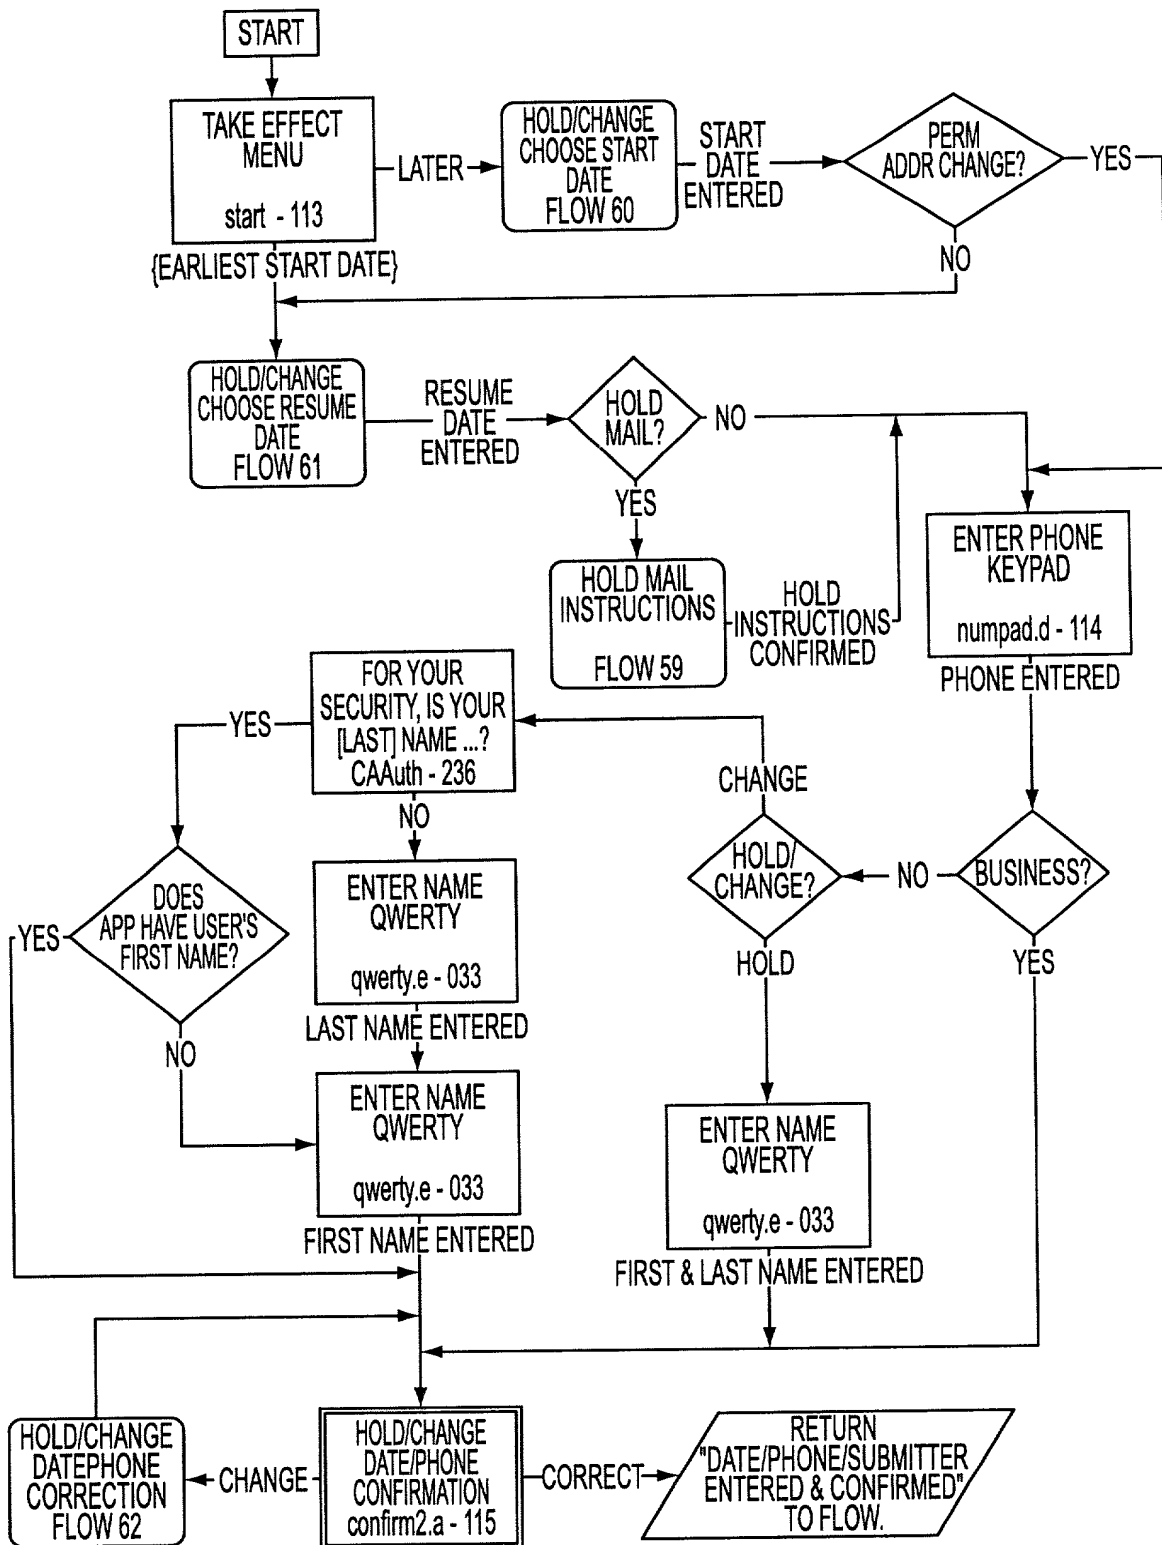 START
TAKE EFFECT
MENU
start - 113
LATER
HOLD/CHANGE
CHOOSE START
DATE
FLOW 60
START
DATE
ENTERED
PERM
ADDR CHANGE?
YES
NO
{EARLIEST START DATE}
HOLD/CHANGE
CHOOSE RESUME
DATE
FLOW 61
RESUME
DATE
ENTERED
HOLD
MAIL?
NO
YES
HOLD MAIL
INSTRUCTIONS
FLOW 59
HOLD
INSTRUCTIONS
CONFIRMED
ENTER PHONE
KEYPAD
numpad.d - 114
PHONE ENTERED
FOR YOUR
SECURITY, IS YOUR
[LAST] NAME ...?
CAAuth - 236
YES
NO
CHANGE
HOLD/
CHANGE?
NO
BUSINESS?
HOLD
YES
DOES
APP HAVE USER'S
FIRST NAME?
YES
NO
ENTER NAME
QWERTY
qwerty.e - 033
LAST NAME ENTERED
ENTER NAME
QWERTY
qwerty.e - 033
FIRST NAME ENTERED
ENTER NAME
QWERTY
qwerty.e - 033
FIRST & LAST NAME ENTERED
HOLD/CHANGE
DATEPHONE
CORRECTION
FLOW 62
CHANGE
HOLD/CHANGE
DATE/PHONE
CONFIRMATION
confirm2.a - 115
CORRECT
RETURN
"DATE/PHONE/SUBMITTER
ENTERED & CONFIRMED"
TO FLOW.